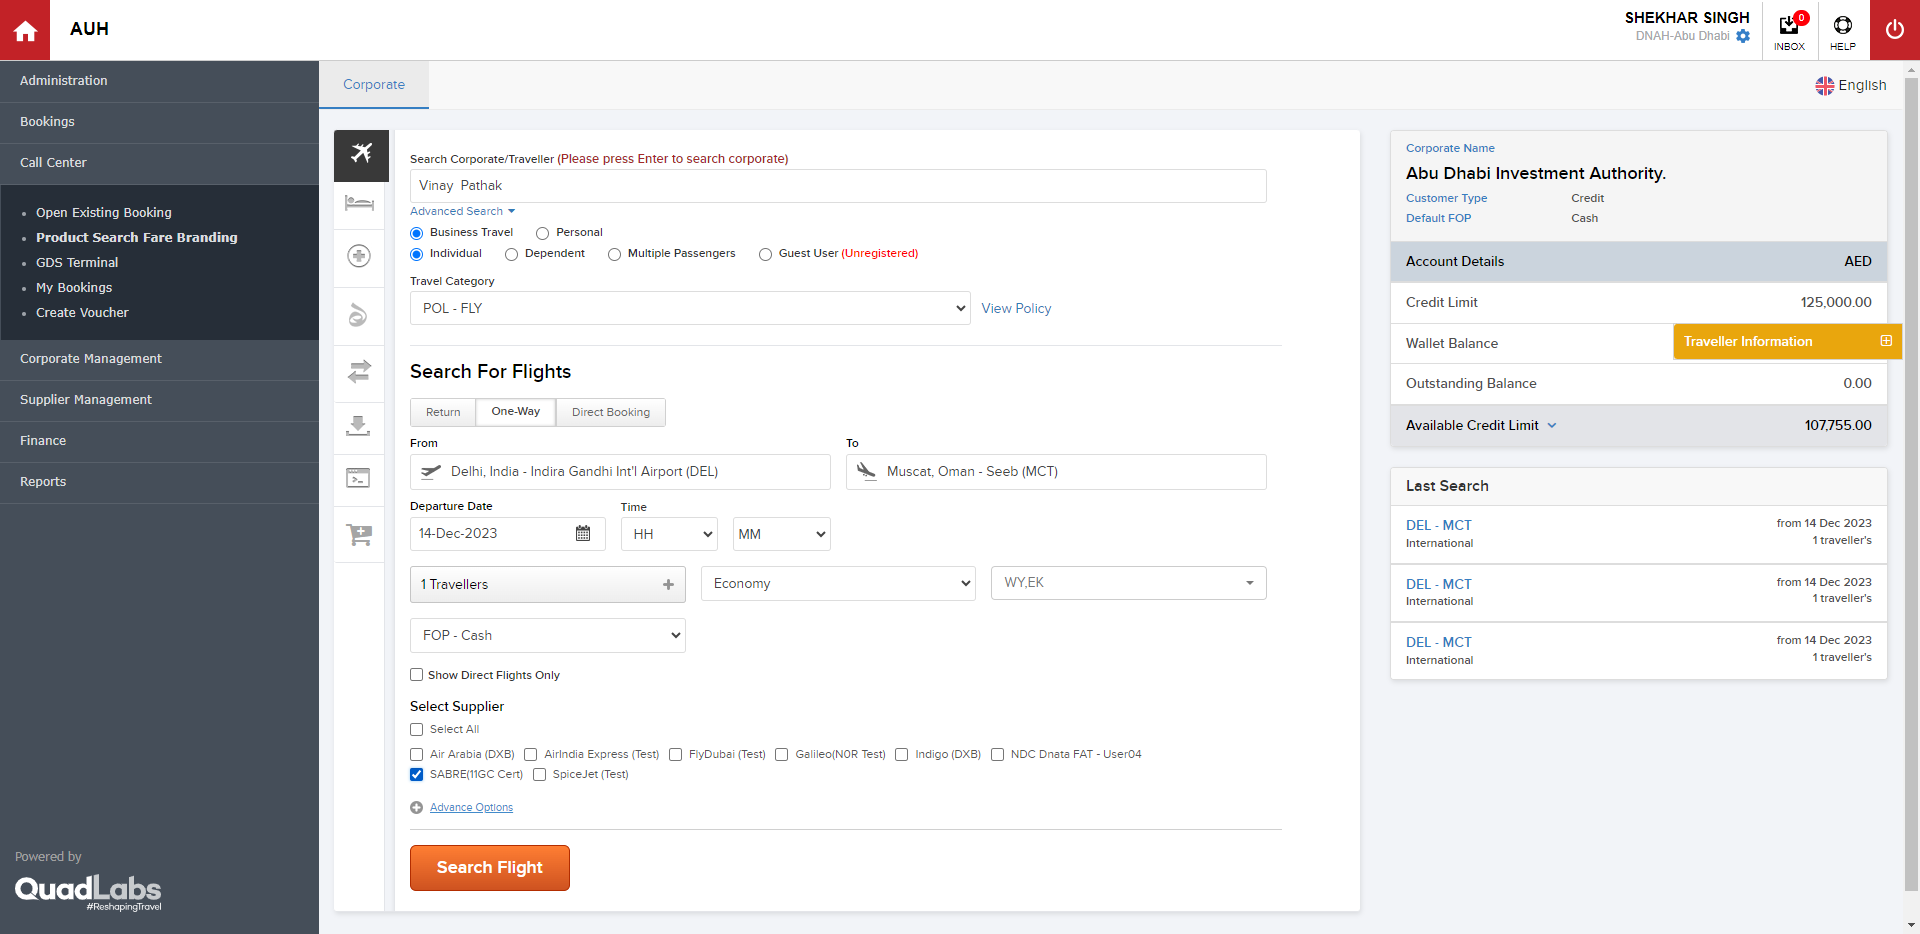 AUH
SHEKHAR SINGH
DNAH-Abu Dhabi
0
INBOX
HELP
Administration
Bookings
Call Center
Open Existing Booking
Product Search Fare Branding
GDS Terminal
My Bookings
Create Voucher
Corporate Management
Supplier Management
Finance
Reports
Powered by
QuadLabs
#ReshapingTravel
Corporate
English
Search Corporate/Traveller (Please press Enter to search corporate)
Vinay  Pathak
Advanced Search
Business Travel Personal
Individual Dependent Multiple Passengers Guest User (Unregistered)
Travel Category
POL - FLY View Policy
Search For Flights
Return One-Way Direct Booking
From To
Delhi, India - Indira Gandhi Int'l Airport (DEL) Muscat, Oman - Seeb (MCT)
Departure Date Time
14-Dec-2023 HH MM
1 Travellers Economy WY,EK
FOP - Cash
Show Direct Flights Only
Select Supplier
Select All
Air Arabia (DXB) AirIndia Express (Test) FlyDubai (Test) Galileo(N0R Test) Indigo (DXB) NDC Dnata FAT - User04
SABRE(11GC Cert) SpiceJet (Test)
Advance Options
Search Flight
Corporate Name
Abu Dhabi Investment Authority.
Customer Type Credit
Default FOP Cash
Account Details AED
Credit Limit 125,000.00
Wallet Balance
Traveller Information
Outstanding Balance 0.00
Available Credit Limit 107,755.00
Last Search
DEL - MCT from 14 Dec 2023
International 1 traveller's
DEL - MCT from 14 Dec 2023
International 1 traveller's
DEL - MCT from 14 Dec 2023
International 1 traveller's